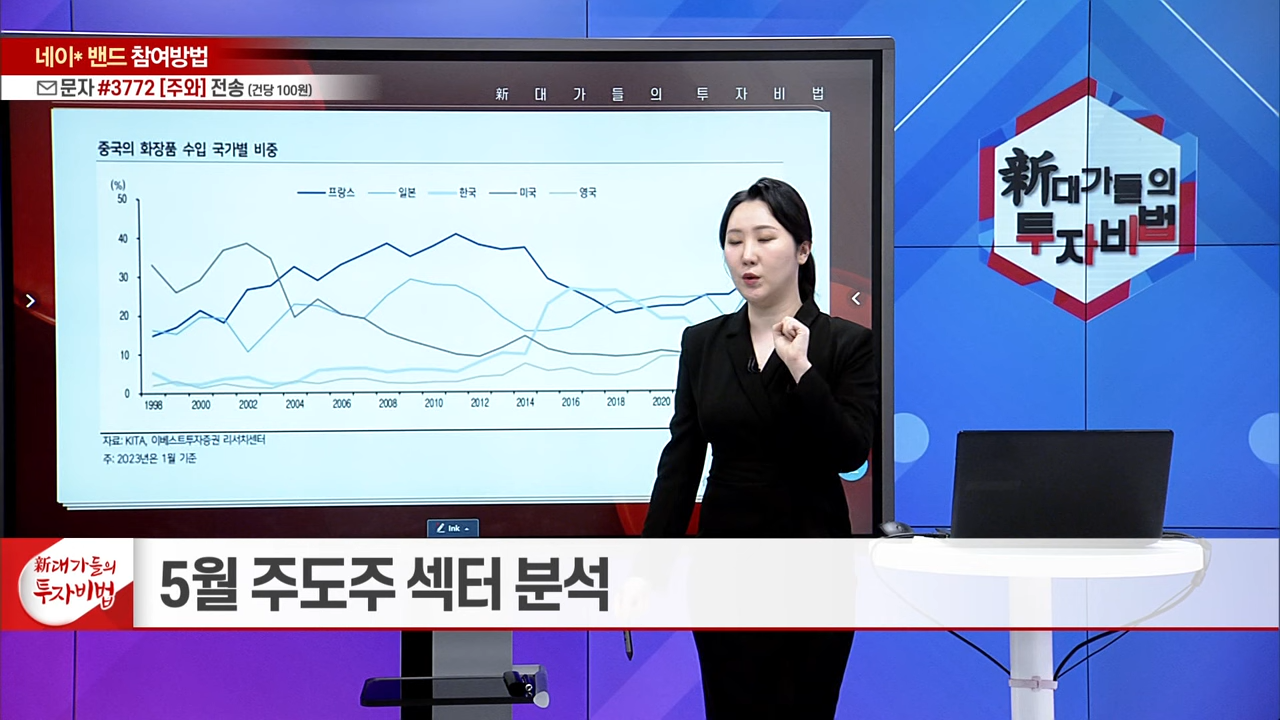 네이* 밴드 참여방법
문자 #3772 [주와] 전송 (건당 100원)
新 대가들의 투자비법
중국의 화장품 수입 국가별 비중
(%)
프랑스 일본 한국 미국 영국
50
40
30
20
10
0
1998 2000 2002 2004 2006 2008 2010 2012 2014 2016 2018 2020
자료: KITA, 이베스트투자증권 리서치센터
주: 2023년은 1월 기준
Ink
新대가들의
투자비법
新대가들의
투자비법
5월 주도주 섹터 분석